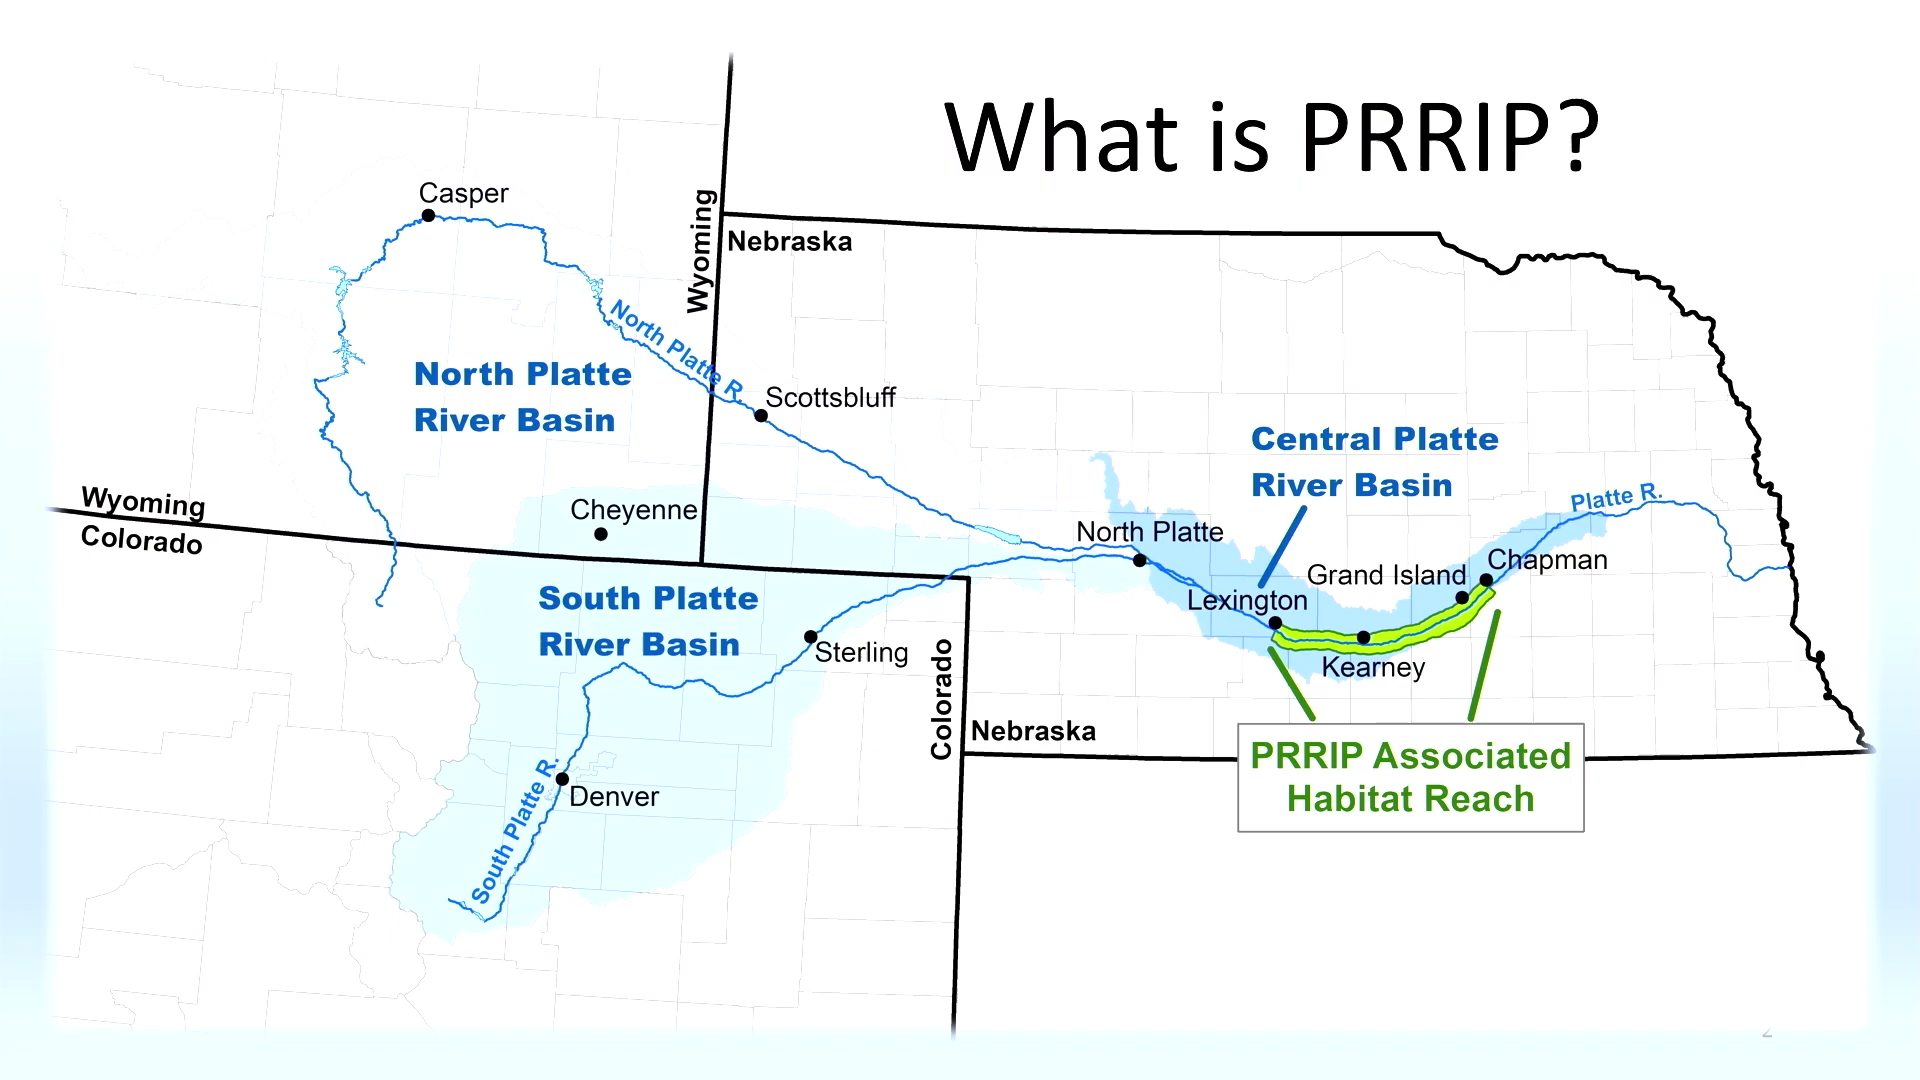 What is PRRIP?
Casper
Wyoming
Nebraska
North Platte R.
North Platte
River Basin
Scottsbluff
Central Platte
River Basin
Platte R.
Wyoming
Colorado
Cheyenne
North Platte
Chapman
Grand Island
Lexington
South Platte
River Basin
Sterling
Kearney
Colorado
Nebraska
South Platte R.
Denver
PRRIP Associated
Habitat Reach
2